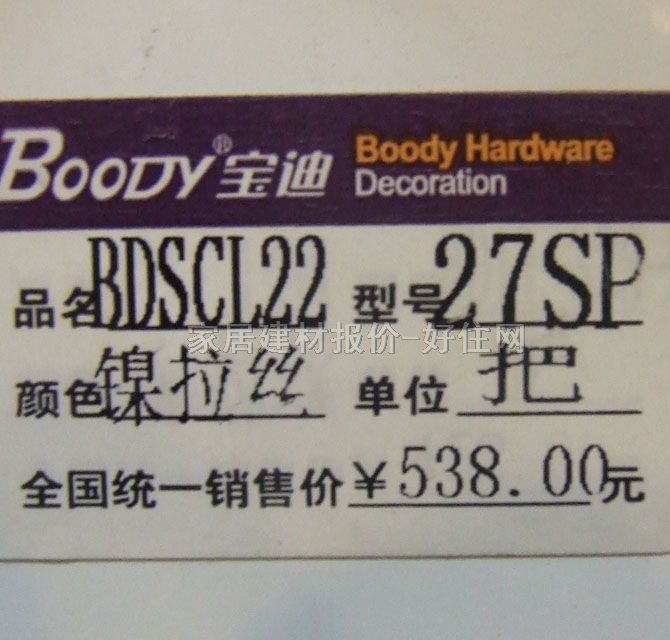 BOODY®宝迪 Boody Hardware
Decoration
品名BDSCL22 型号27SP
家居建材报价-好住网
颜色镍拉丝 单位把
全国统一销售价￥538.00元